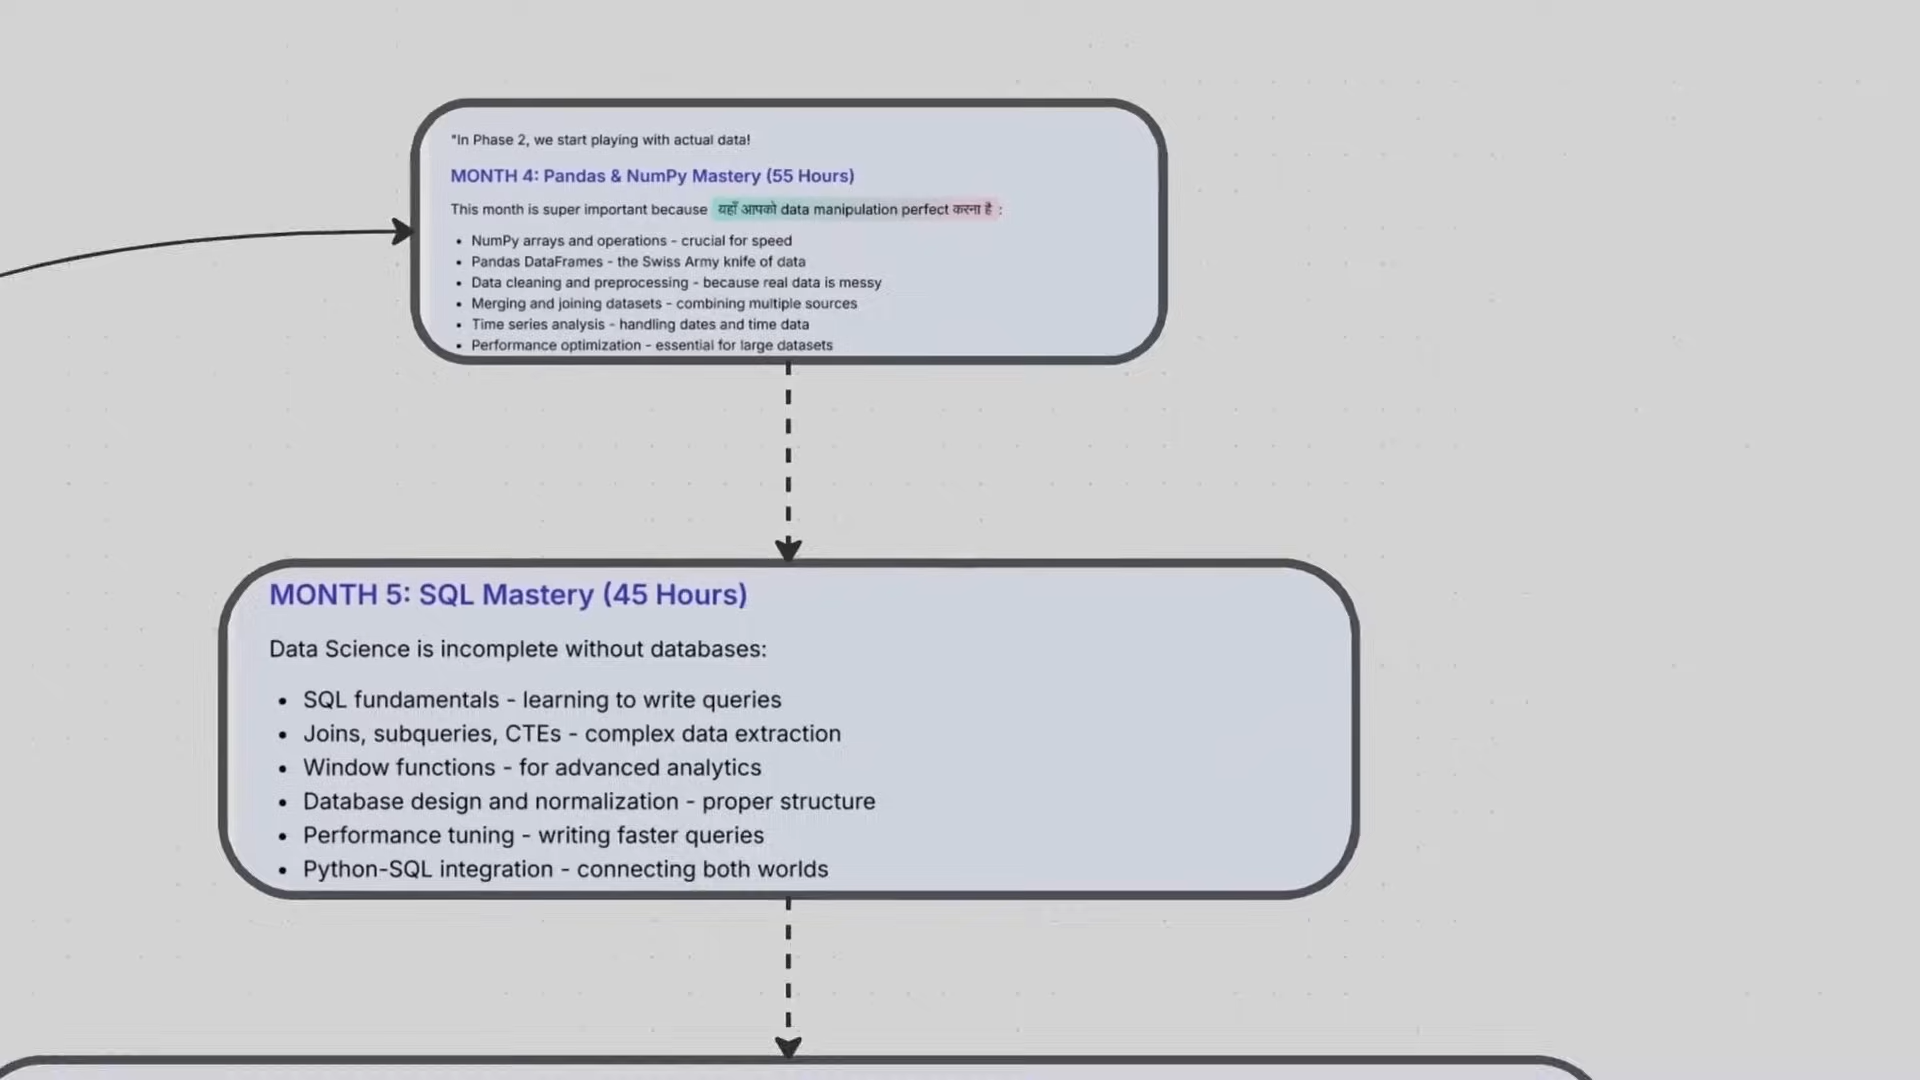 "In Phase 2, we start playing with actual data!
MONTH 4: Pandas & NumPy Mastery (55 Hours)
This month is super important because यहाँ आपको data manipulation perfect करना है :
• NumPy arrays and operations - crucial for speed
• Pandas DataFrames - the Swiss Army knife of data
• Data cleaning and preprocessing - because real data is messy
• Merging and joining datasets - combining multiple sources
• Time series analysis - handling dates and time data
• Performance optimization - essential for large datasets
MONTH 5: SQL Mastery (45 Hours)
Data Science is incomplete without databases:
• SQL fundamentals - learning to write queries
• Joins, subqueries, CTEs - complex data extraction
• Window functions - for advanced analytics
• Database design and normalization - proper structure
• Performance tuning - writing faster queries
• Python-SQL integration - connecting both worlds